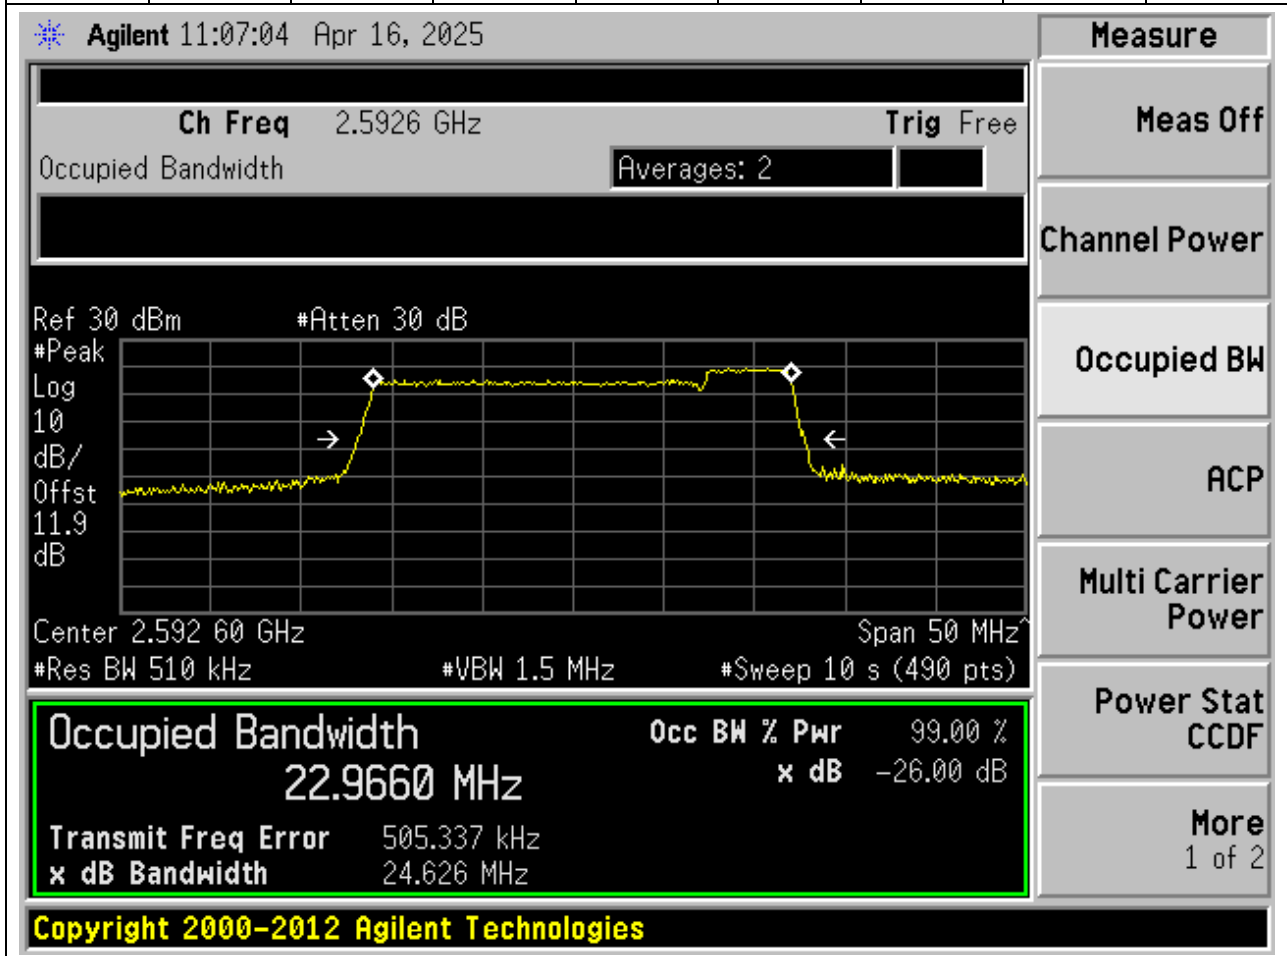 Agilent 11:07:04 Apr 16, 2025
Measure
Ch Freq 2.5926 GHz
Trig Free
Occupied Bandwidth
Averages: 2
Meas Off
Channel Power
Occupied BW
ACP
Multi Carrier
Power
Power Stat
CCDF
More
1 of 2
Ref 30 dBm
#Atten 30 dB
#Peak
Log
10
dB/
Offst
11.9
dB
Center 2.592 60 GHz
Span 50 MHz^
#Res BW 510 kHz
#VBW 1.5 MHz
#Sweep 10 s (490 pts)
Occupied Bandwidth
22.9660 MHz
Occ BW % Pwr 99.00 %
x dB -26.00 dB
Transmit Freq Error 505.337 kHz
x dB Bandwidth 24.626 MHz
Copyright 2000-2012 Agilent Technologies